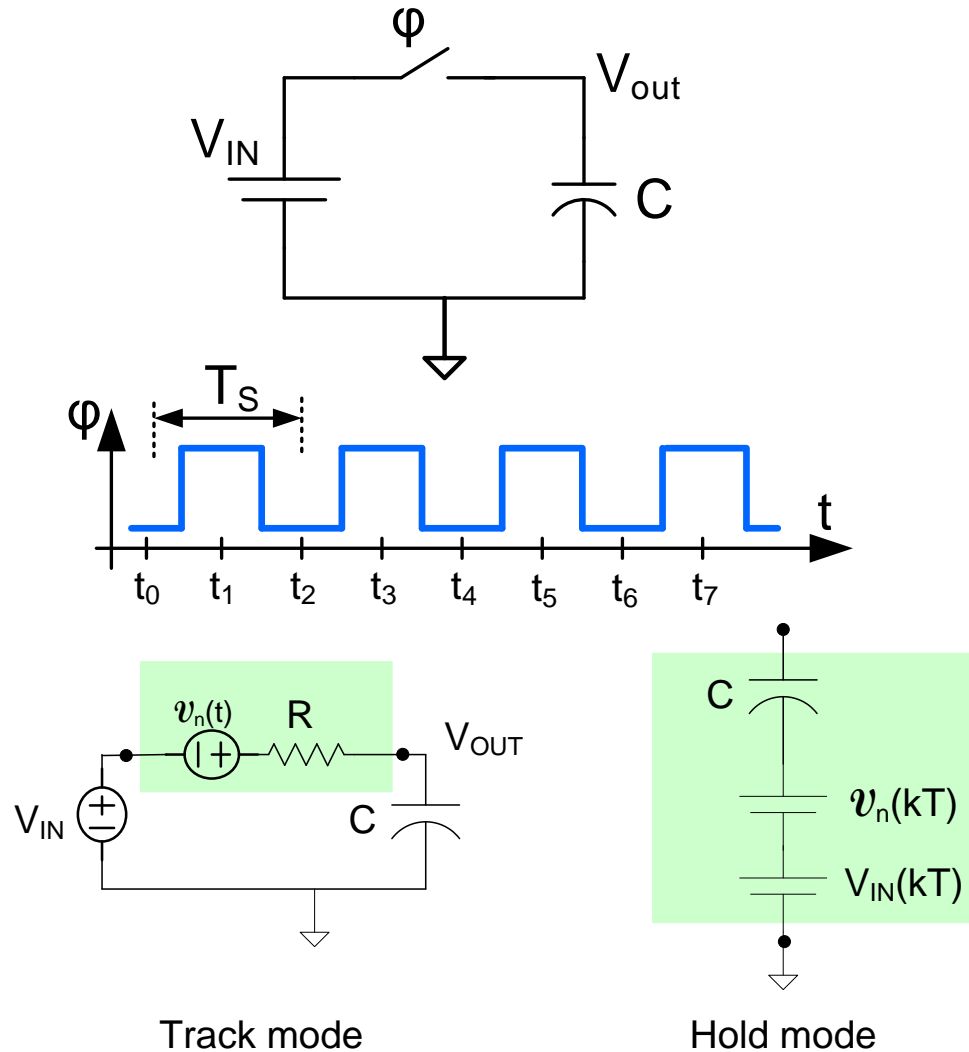 φ
V_out
V_IN
C
T_S
φ
t
t_0 t_1 t_2 t_3 t_4 t_5 t_6 t_7
v_n(t) R
V_OUT
V_IN
C
+ −
C
v_n(kT)
V_IN(kT)
Track mode
Hold mode